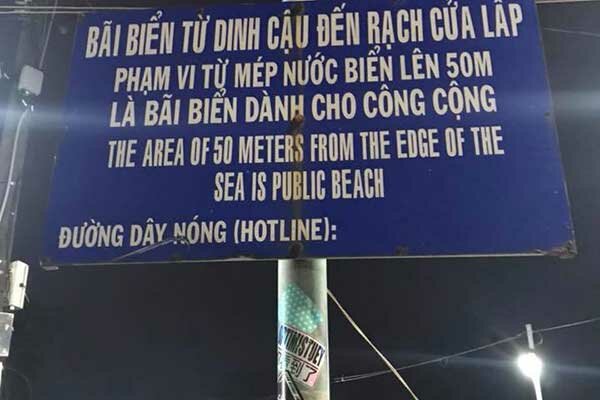 BÃI BIỂN TỪ DINH CẬU ĐẾN RẠCH CỬA LẤP
PHẠM VI TỪ MÉP NƯỚC BIỂN LÊN 50M
LÀ BÃI BIỂN DÀNH CHO CÔNG CỘNG
THE AREA OF 50 METERS FROM THE EDGE OF THE
SEA IS PUBLIC BEACH
ĐƯỜNG DÂY NÓNG (HOTLINE):